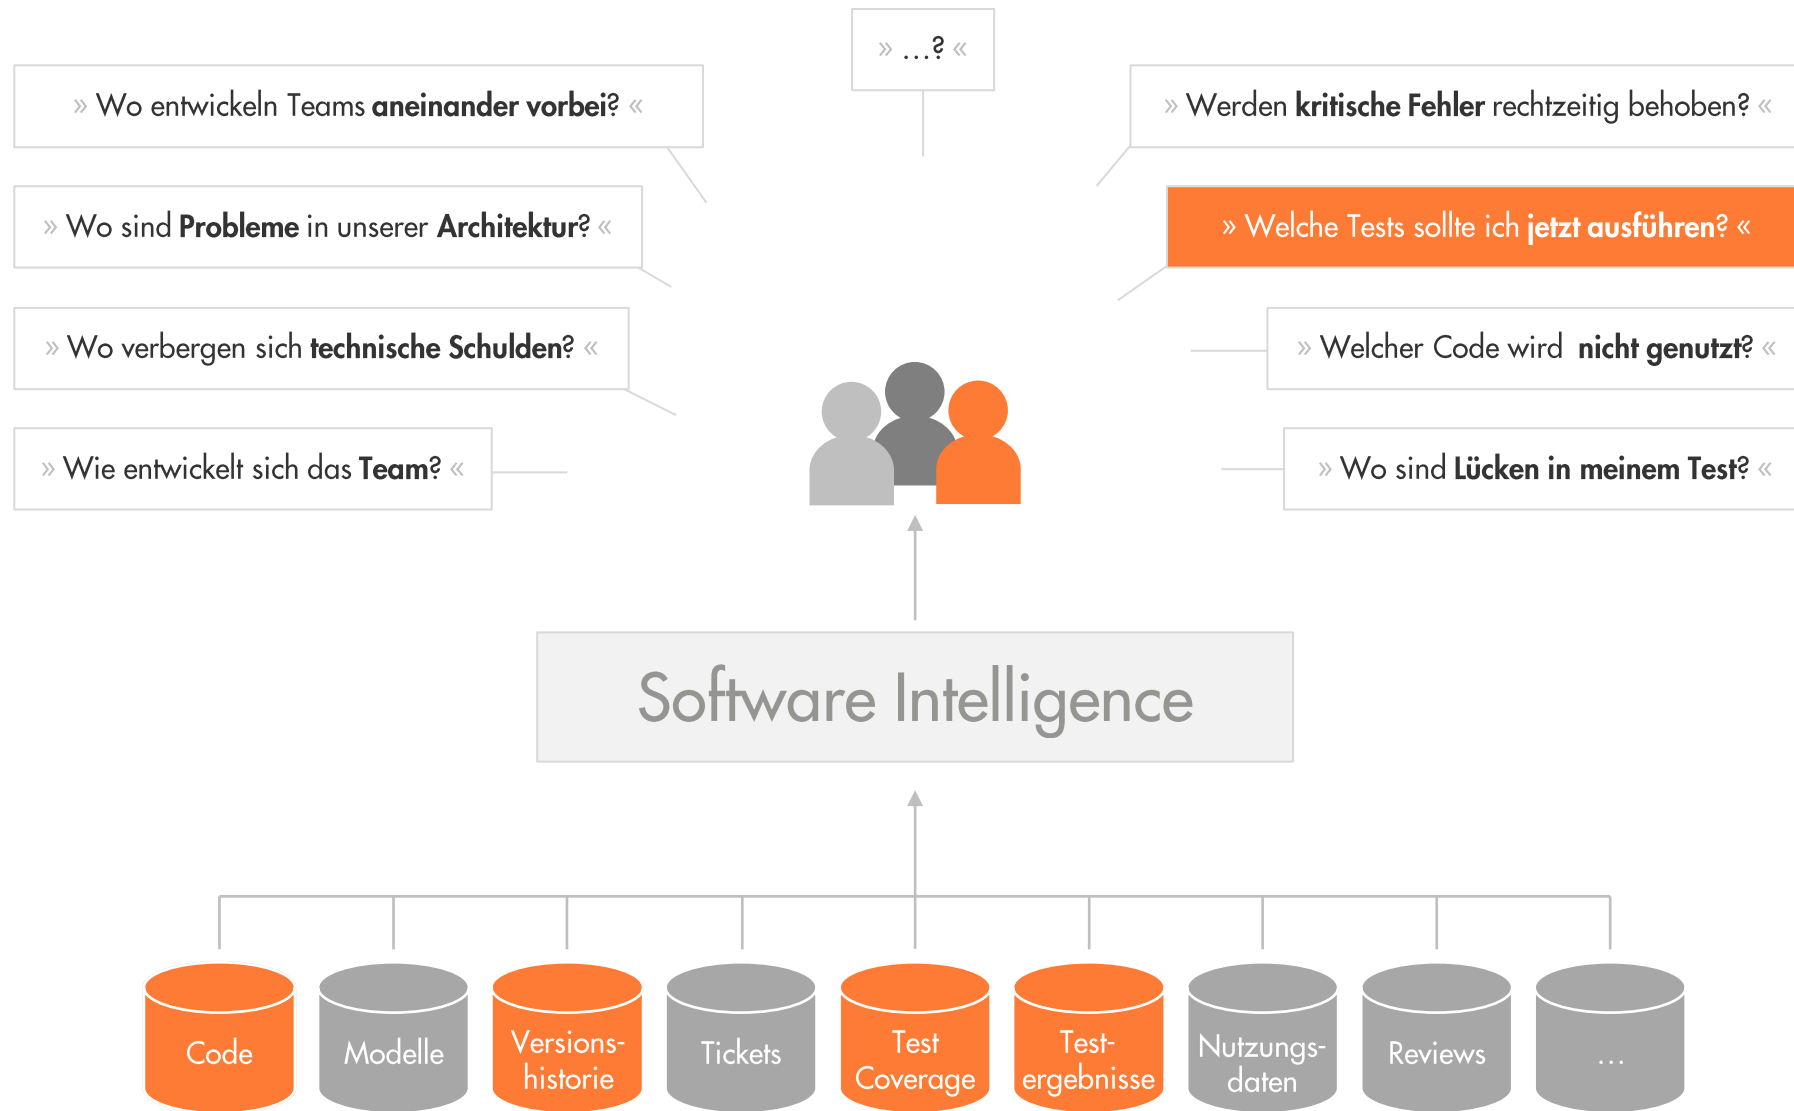 » …? «
» Wo entwickeln Teams aneinander vorbei? «
» Werden kritische Fehler rechtzeitig behoben? «
» Wo sind Probleme in unserer Architektur? «
» Welche Tests sollte ich jetzt ausführen? «
» Wo verbergen sich technische Schulden? «
» Welcher Code wird nicht genutzt? «
» Wie entwickelt sich das Team? «
» Wo sind Lücken in meinem Test? «
Software Intelligence
Code
Modelle
Versions-
historie
Tickets
Test
Coverage
Test-
ergebnisse
Nutzungs-
daten
Reviews
…